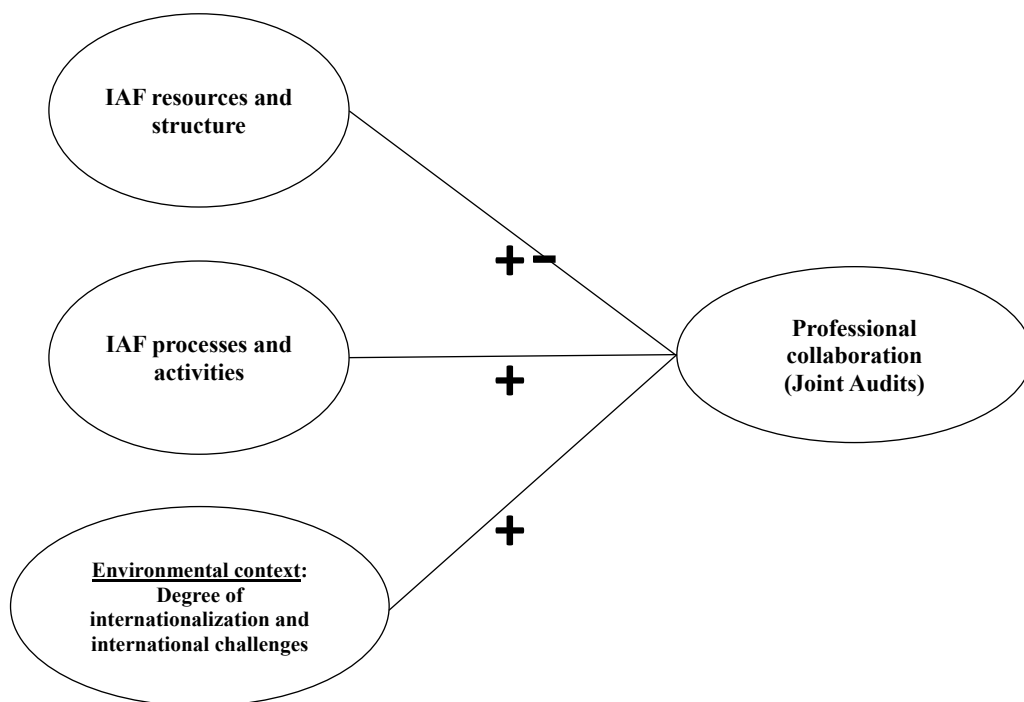 IAF resources and
structure
+ −
IAF processes and
activities
+
Professional
collaboration
(Joint Audits)
Environmental context:
Degree of
internationalization and
international challenges
+